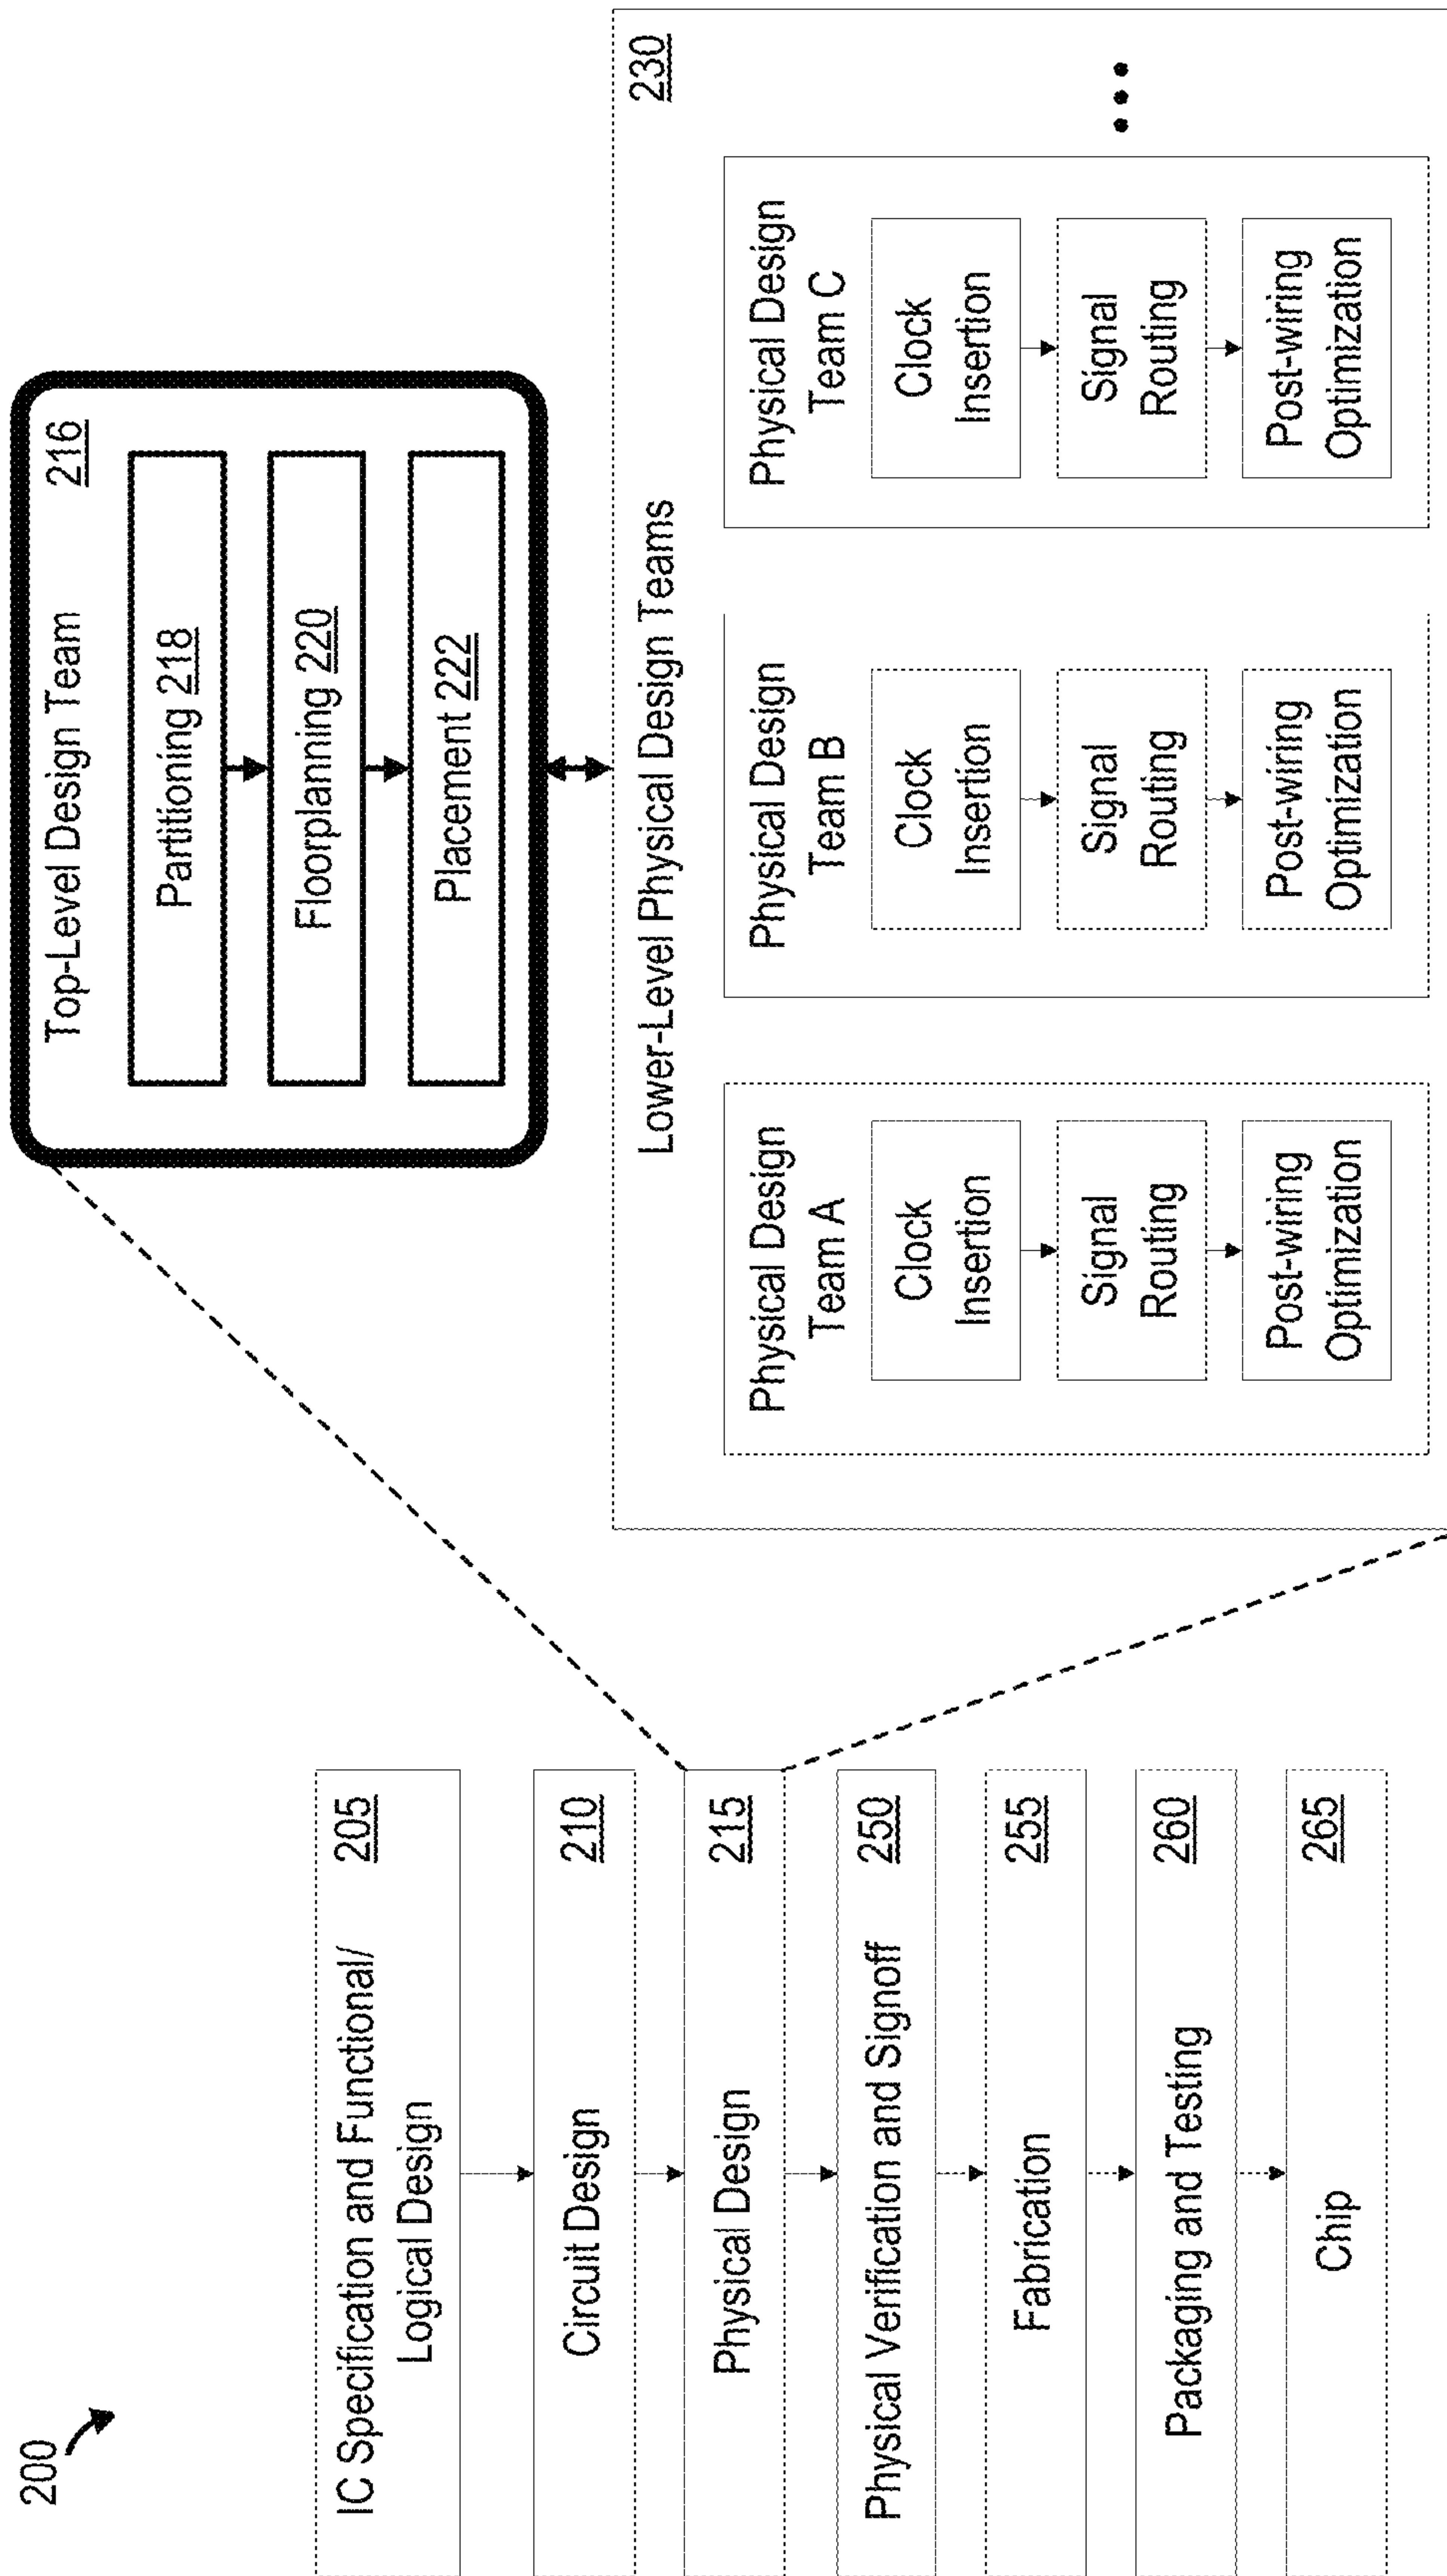 200
IC Specification and Functional/
Logical Design
205
Circuit Design
210
Physical Design
215
Physical Verification and Signoff
250
Fabrication
255
Packaging and Testing
260
Chip
265
Top-Level Design Team
216
Partitioning 218
Floorplanning 220
Placement 222
Lower-Level Physical Design Teams
230
Physical Design
Team A
Clock
Insertion
Signal
Routing
Post-wiring
Optimization
Physical Design
Team B
Clock
Insertion
Signal
Routing
Post-wiring
Optimization
Physical Design
Team C
Clock
Insertion
Signal
Routing
Post-wiring
Optimization